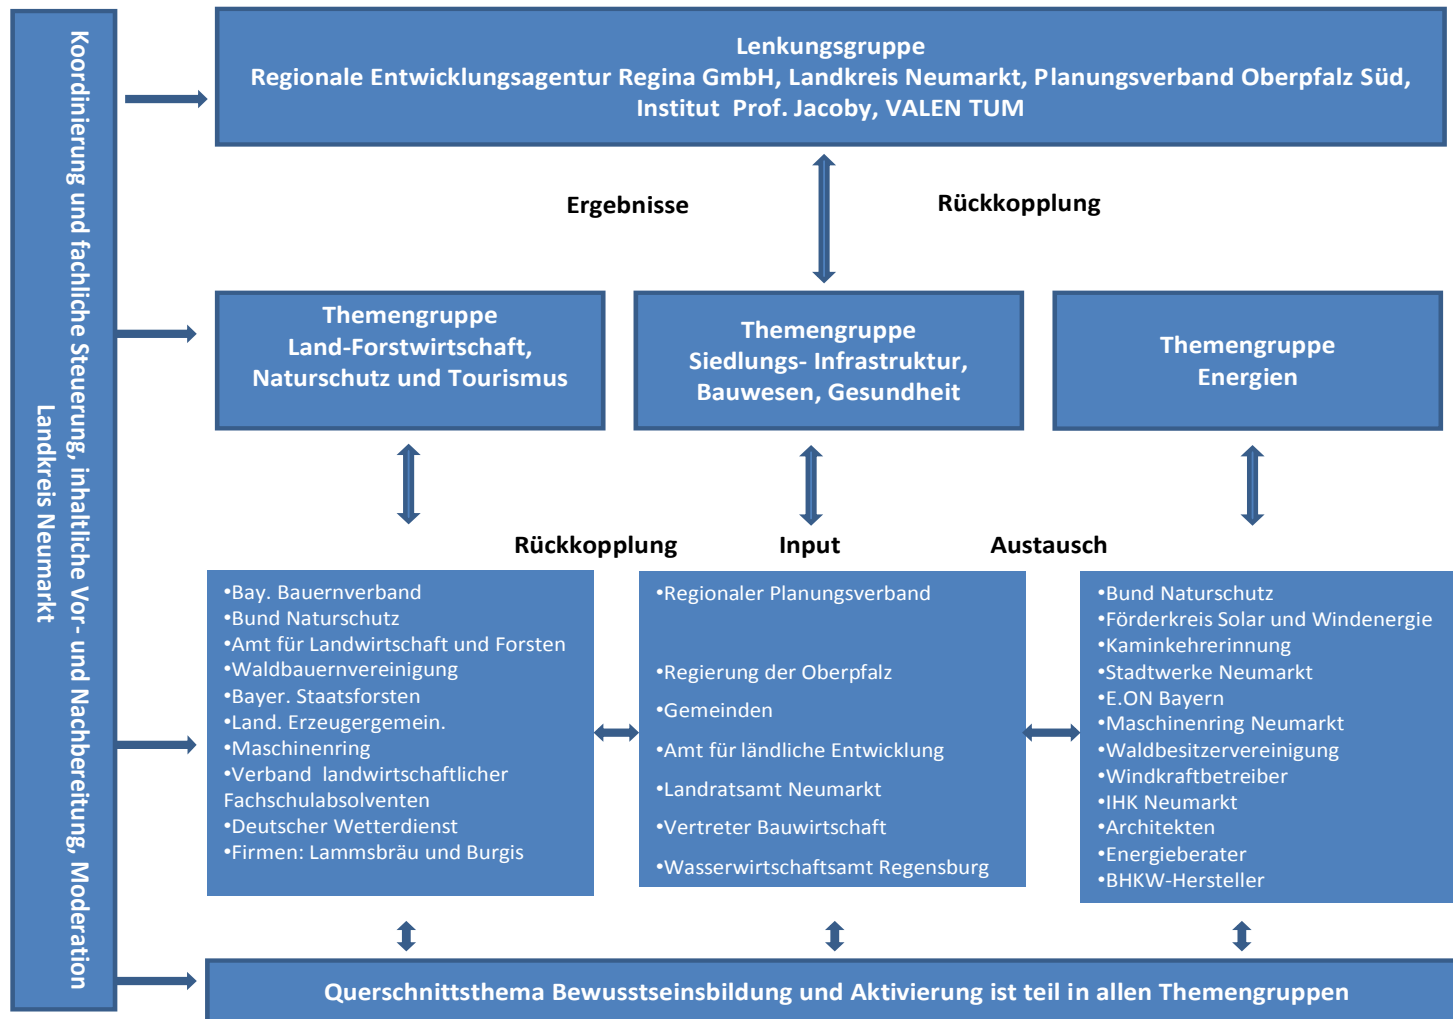 Koordinierung und fachliche Steuerung, inhaltliche Vor- und Nachbereitung, Moderation
Landkreis Neumarkt
Lenkungsgruppe
Regionale Entwicklungsagentur Regina GmbH, Landkreis Neumarkt, Planungsverband Oberpfalz Süd,
Institut Prof. Jacoby, VALEN TUM
Ergebnisse
Rückkopplung
Themengruppe
Land-Forstwirtschaft,
Naturschutz und Tourismus
Themengruppe
Siedlungs- Infrastruktur,
Bauwesen, Gesundheit
Themengruppe
Energien
Rückkopplung
Input
Austausch
•Bay. Bauernverband
•Bund Naturschutz
•Amt für Landwirtschaft und Forsten
•Waldbauernvereinigung
•Bayer. Staatsforsten
•Land. Erzeugergemein.
•Maschinenring
•Verband landwirtschaftlicher
Fachschulabsolventen
•Deutscher Wetterdienst
•Firmen: Lammsbräu und Burgis
•Regionaler Planungsverband
•Regierung der Oberpfalz
•Gemeinden
•Amt für ländliche Entwicklung
•Landratsamt Neumarkt
•Vertreter Bauwirtschaft
•Wasserwirtschaftsamt Regensburg
•Bund Naturschutz
•Förderkreis Solar und Windenergie
•Kaminkehrerinnung
•Stadtwerke Neumarkt
•E.ON Bayern
•Maschinenring Neumarkt
•Waldbesitzervereinigung
•Windkraftbetreiber
•IHK Neumarkt
•Architekten
•Energieberater
•BHKW-Hersteller
Querschnittsthema Bewusstseinsbildung und Aktivierung ist teil in allen Themengruppen